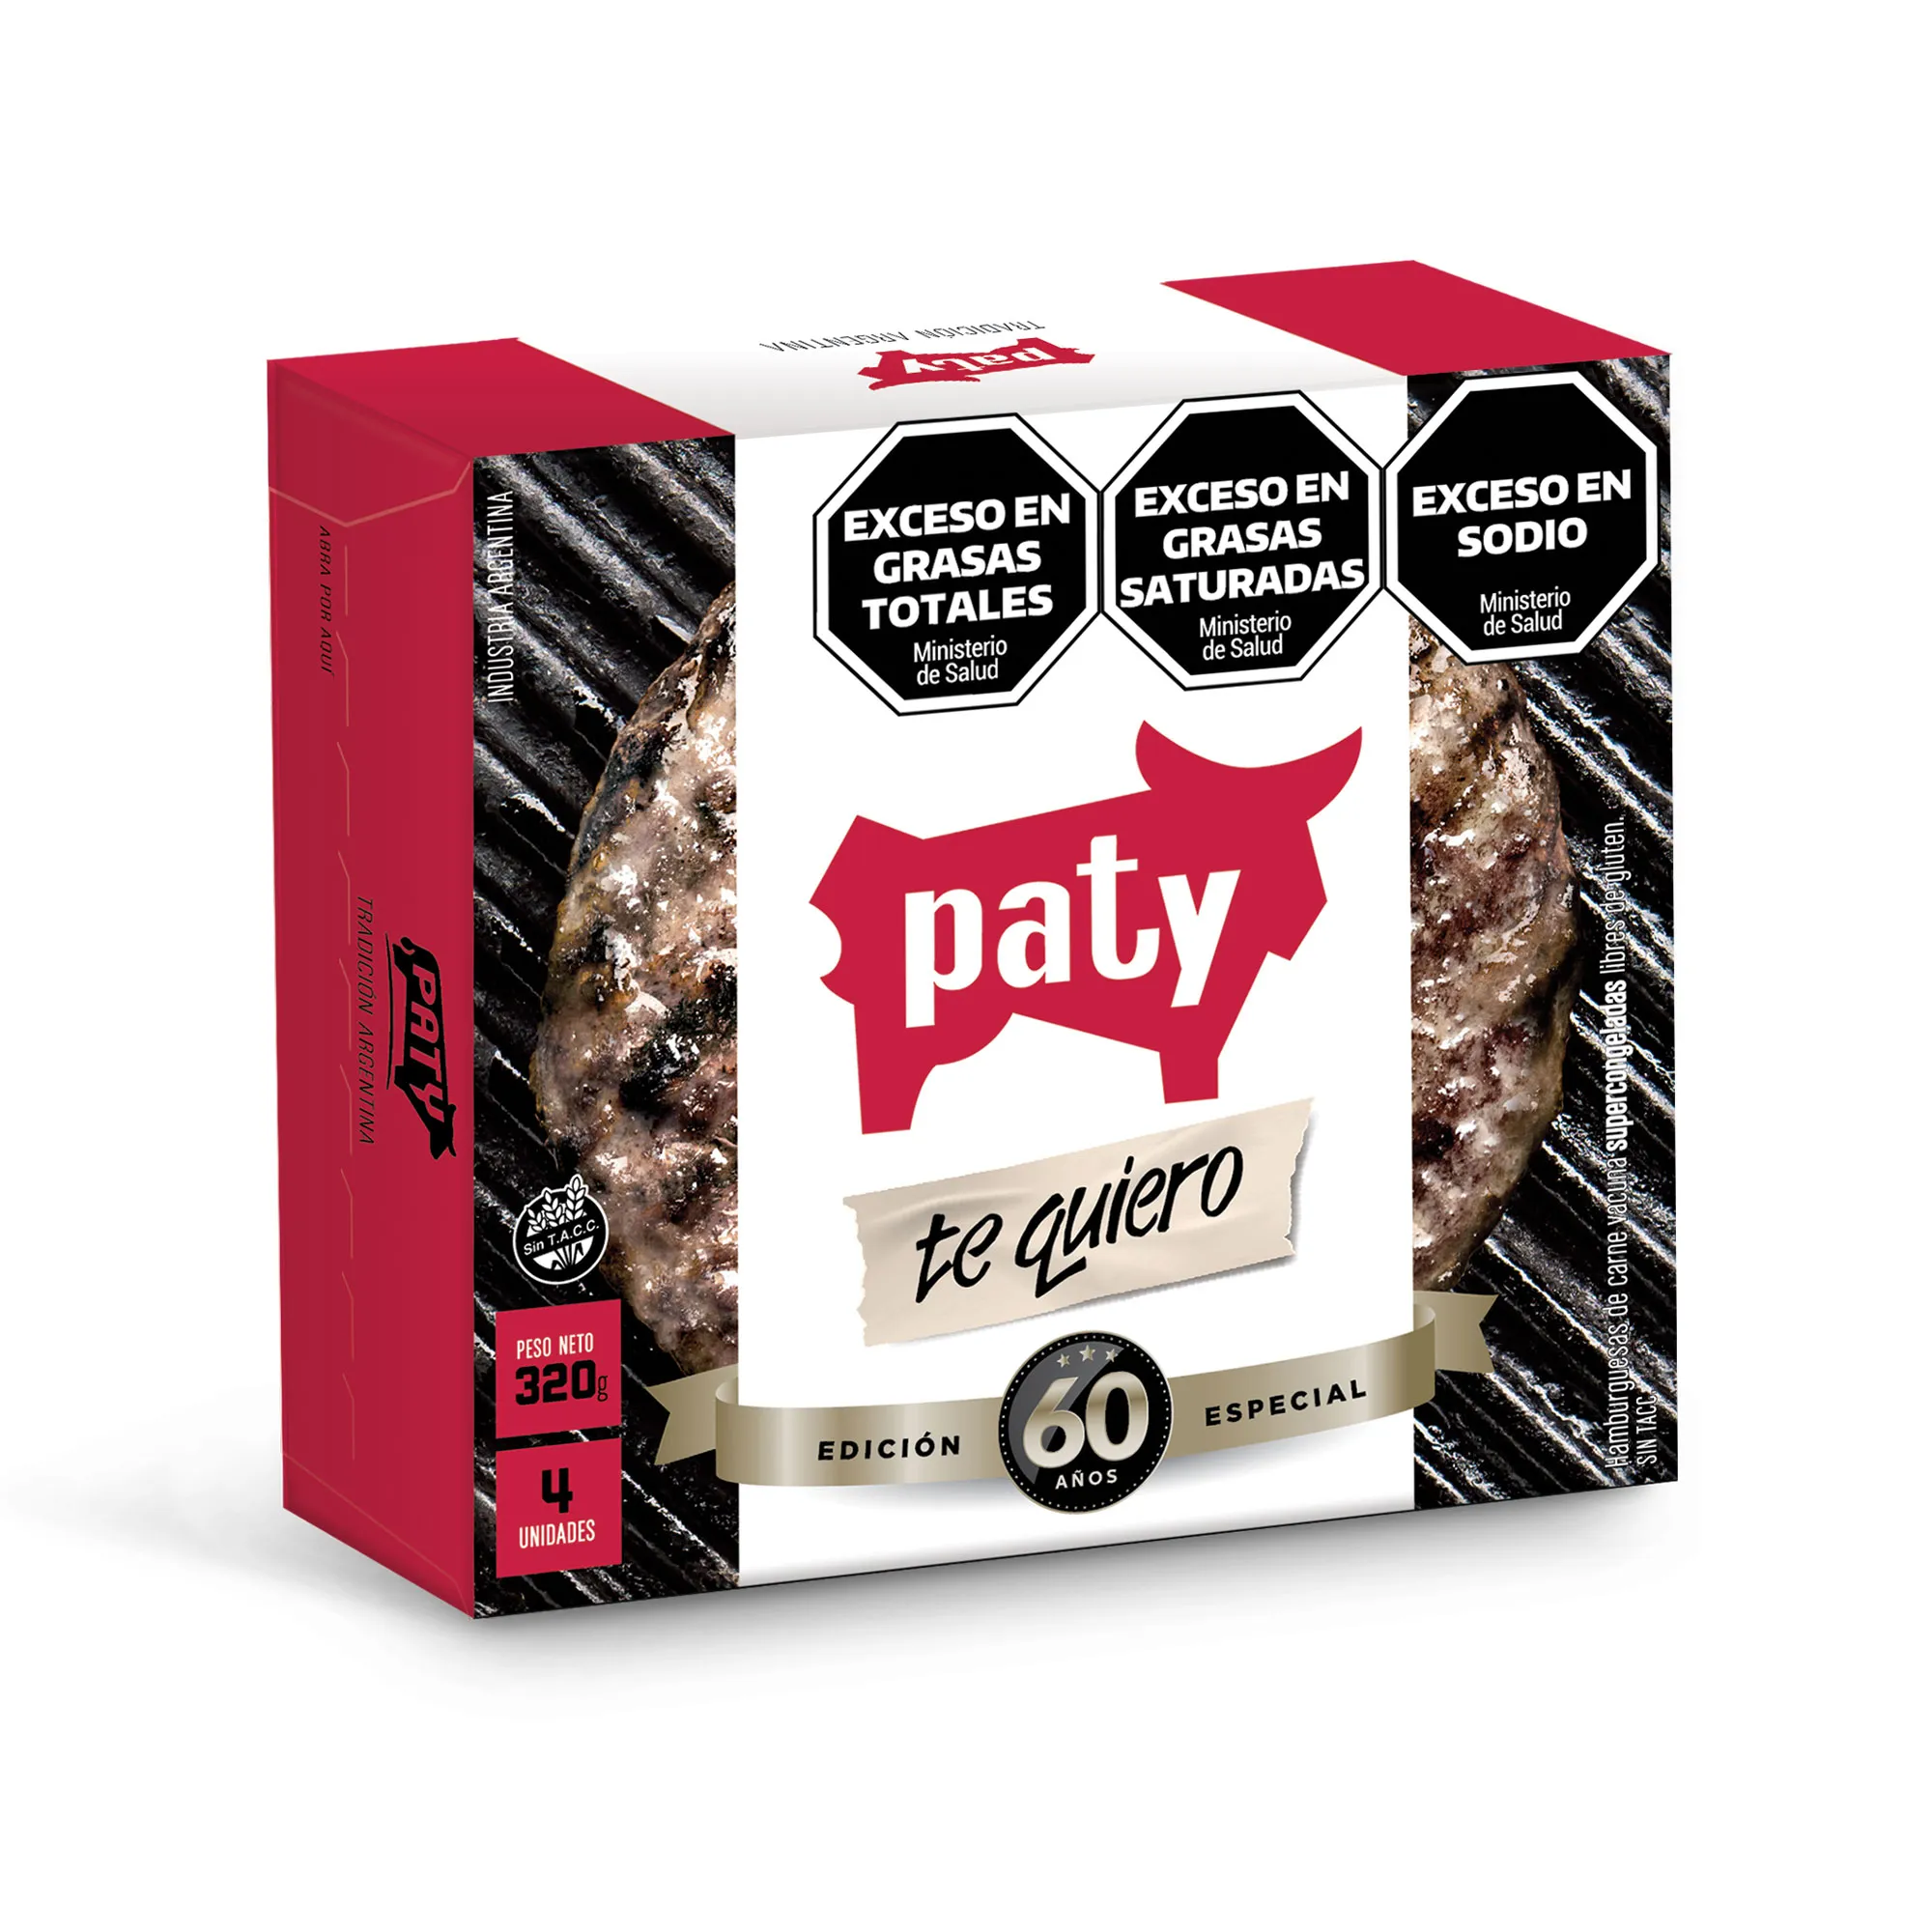 TRADICIÓN ARGENTINA
paty
EXCESO EN
GRASAS
TOTALES
Ministerio
de Salud
EXCESO EN
GRASAS
SATURADAS
Ministerio
de Salud
EXCESO EN
SODIO
Ministerio
de Salud
ABRA POR AQUÍ
TRADICIÓN ARGENTINA
PATY
INDUSTRIA ARGENTINA
paty
te quiero
Sin T.A.C.C.
PESO NETO
320g
4
UNIDADES
EDICIÓN
60
AÑOS
ESPECIAL
Hamburguesas de carne vacuna supercongeladas libres de gluten.
SIN TACC